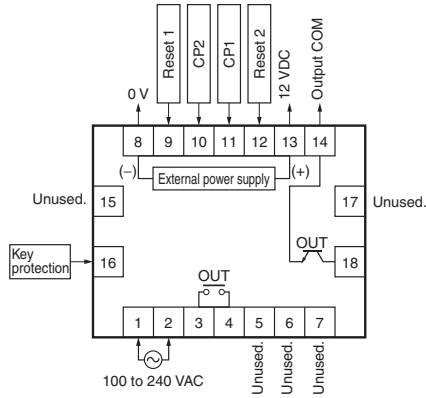 0 V
Reset 1
CP2
CP1
Reset 2
12 VDC
Output COM
8 9 10 11 12 13 14
(−) External power supply (+)
Unused. 15
17 Unused.
Key
protection
16
OUT
18
OUT
1 2 3 4 5 6 7
100 to 240 VAC
Unused.
Unused.
Unused.